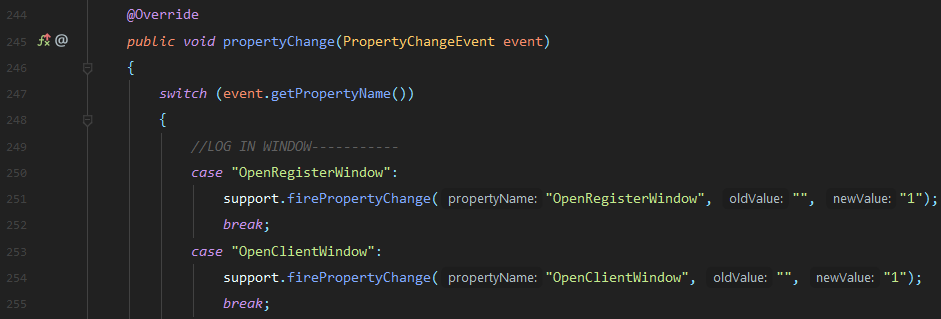 244 @Override
245 @ public void propertyChange(PropertyChangeEvent event)
246 {
247 switch (event.getPropertyName())
248 {
249 //LOG IN WINDOW-----------
250 case "OpenRegisterWindow":
251 support.firePropertyChange( propertyName: "OpenRegisterWindow", oldValue: "", newValue: "1");
252 break;
253 case "OpenClientWindow":
254 support.firePropertyChange( propertyName: "OpenClientWindow", oldValue: "", newValue: "1");
255 break;